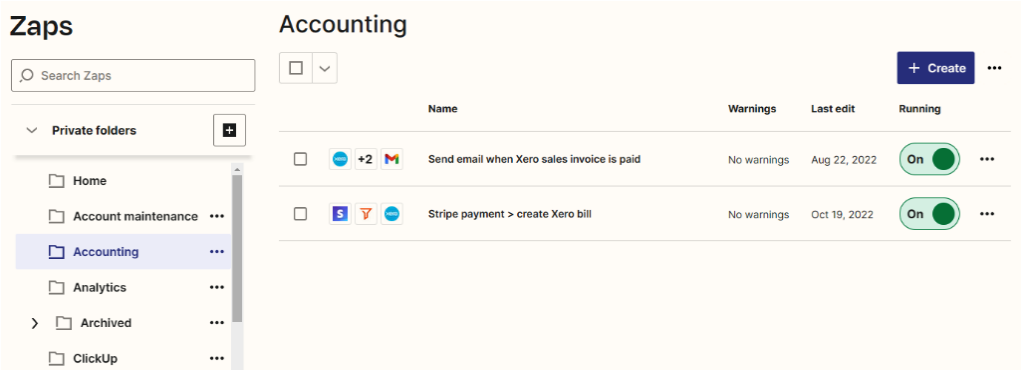 Zaps
Search Zaps
Private folders
Home
Account maintenance
Accounting
Analytics
Archived
ClickUp
Accounting
+ Create
Name Warnings Last edit Running
xero +2 Send email when Xero sales invoice is paid No warnings Aug 22, 2022 On
S xero Stripe payment > create Xero bill No warnings Oct 19, 2022 On